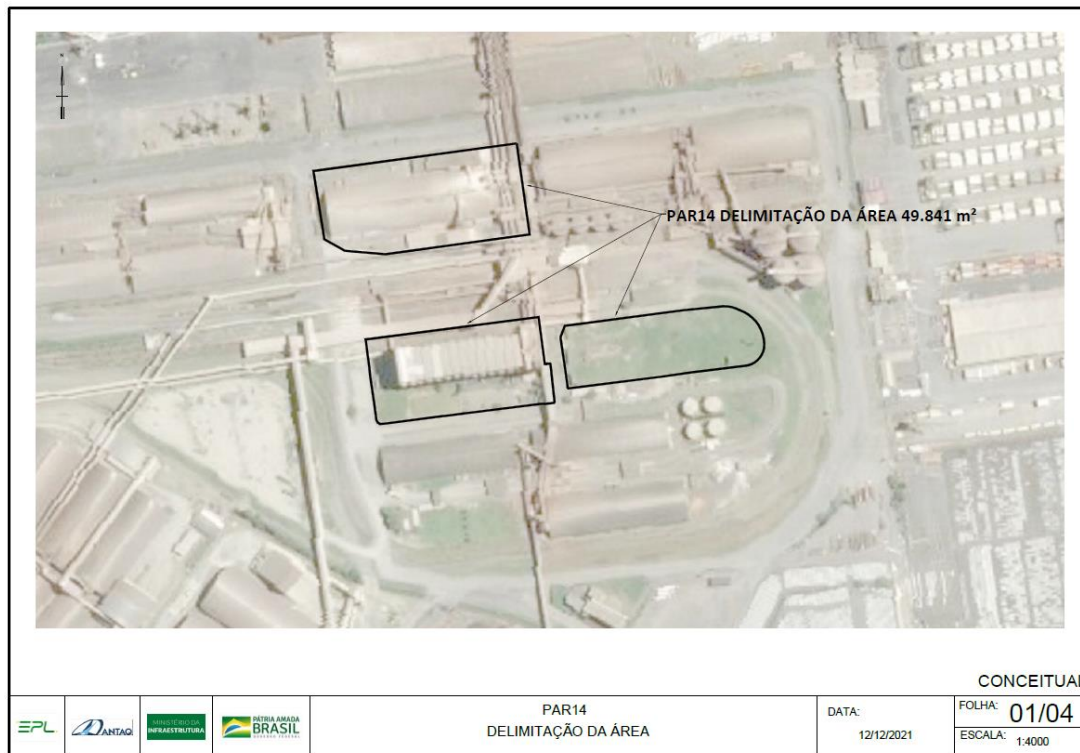 PAR14 DELIMITAÇÃO DA ÁREA 49.841 m²
CONCEITUAL
EPL
ANTAQ
MINISTÉRIO DA
INFRAESTRUTURA
PÁTRIA AMADA
BRASIL
GOVERNO FEDERAL
PAR14
DELIMITAÇÃO DA ÁREA
DATA:
12/12/2021
FOLHA: 01/04
ESCALA: 1:4000